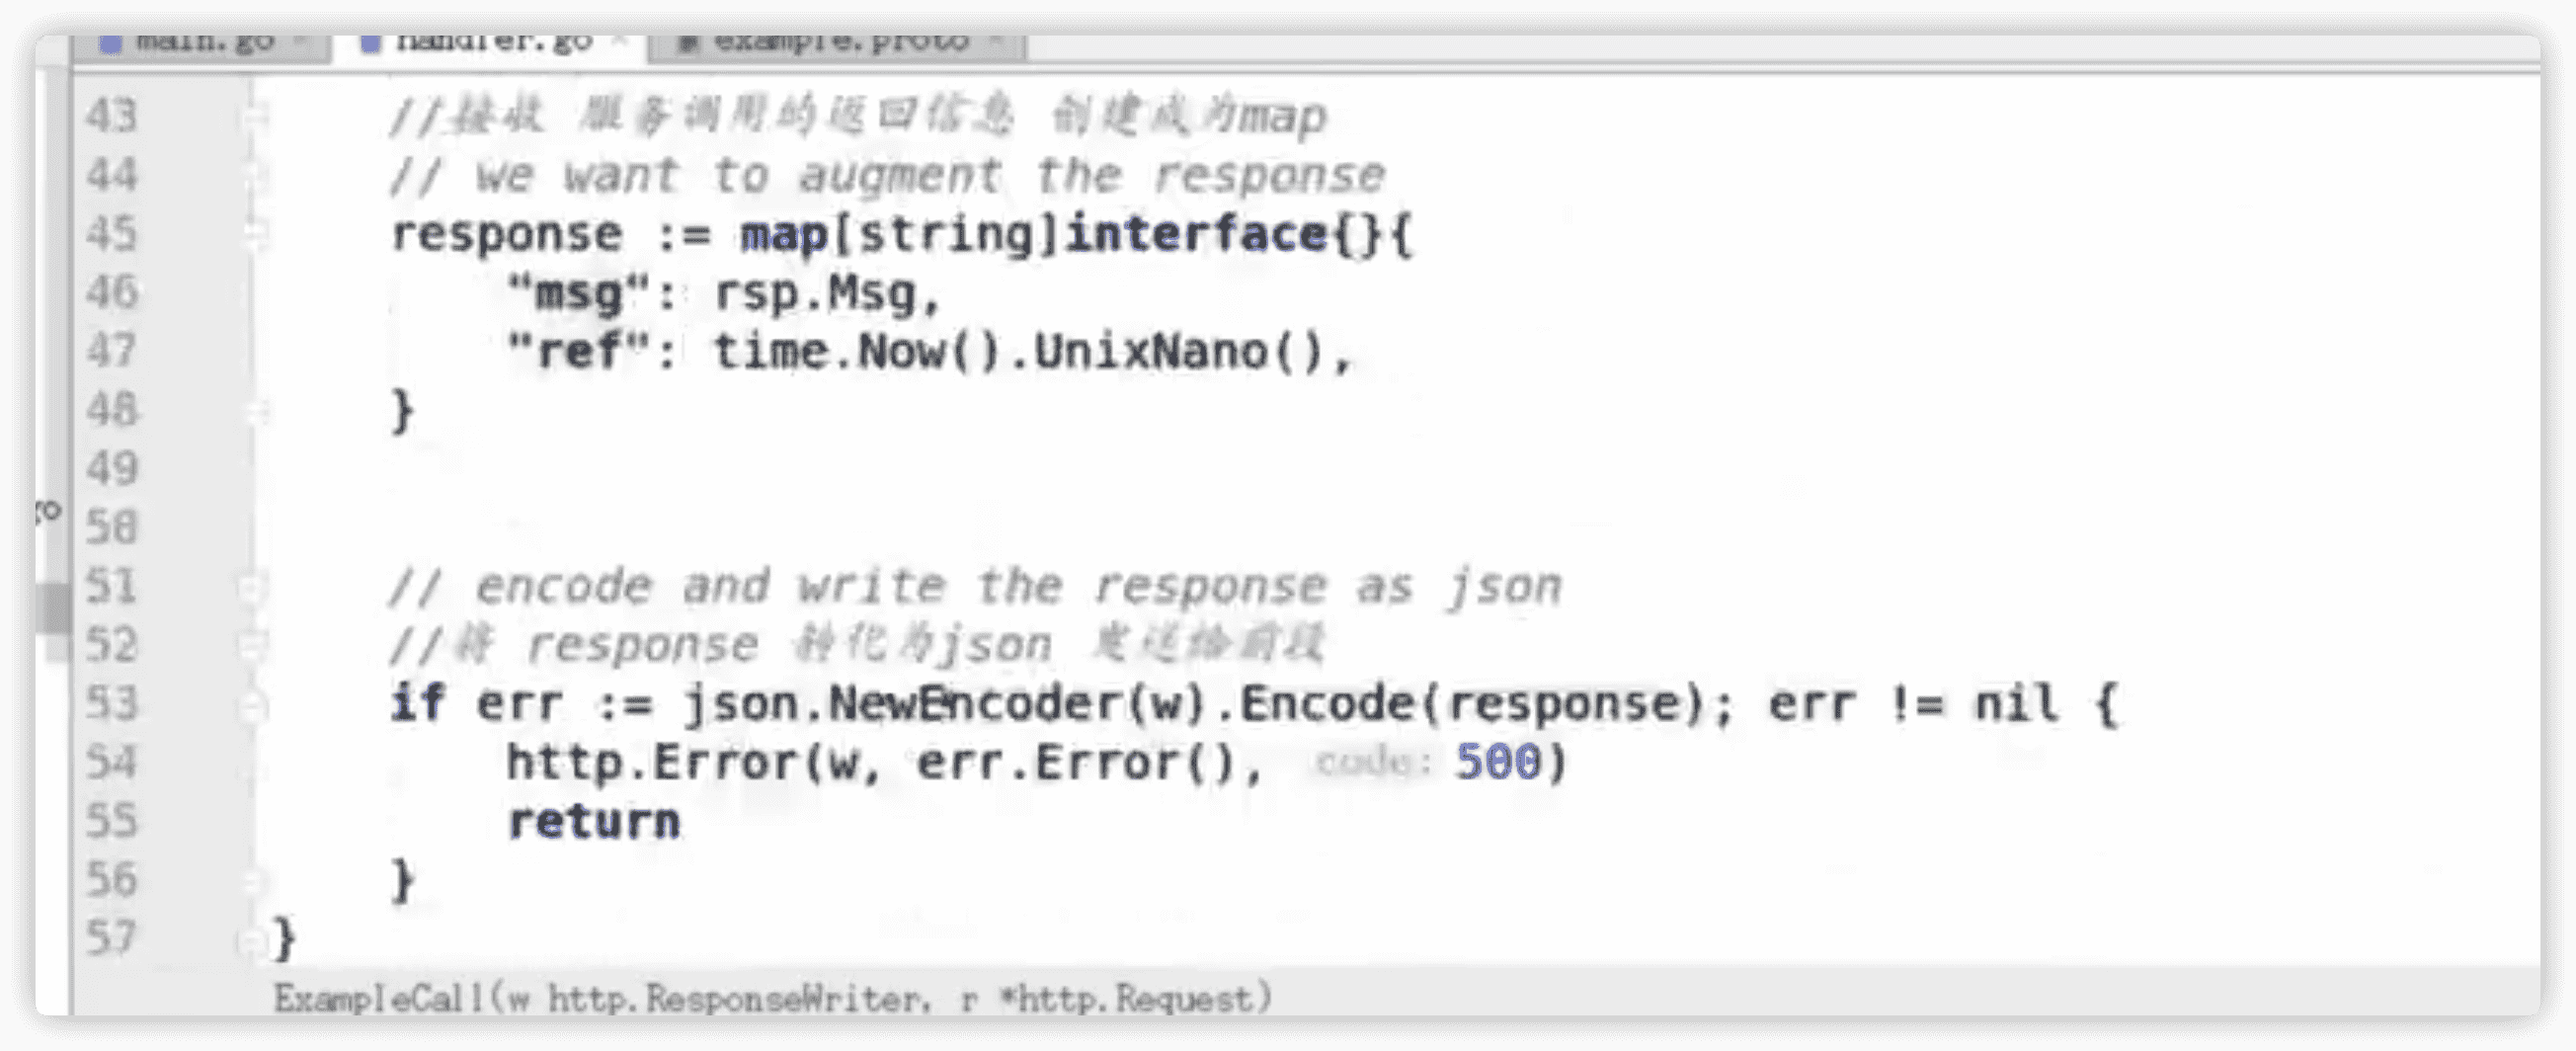 main.go handler.go example.proto
43 //接收 服务调用的返回信息 创建成为map
44 // we want to augment the response
45 response := map[string]interface{}{
46 "msg": rsp.Msg,
47 "ref": time.Now().UnixNano(),
48 }
49
go
50
51 // encode and write the response as json
52 //将 response 转化为json 发送给前段
53 if err := json.NewEncoder(w).Encode(response); err != nil {
54 http.Error(w, err.Error(), code: 500)
55 return
56 }
57 }
ExampleCall(w http.ResponseWriter, r *http.Request)